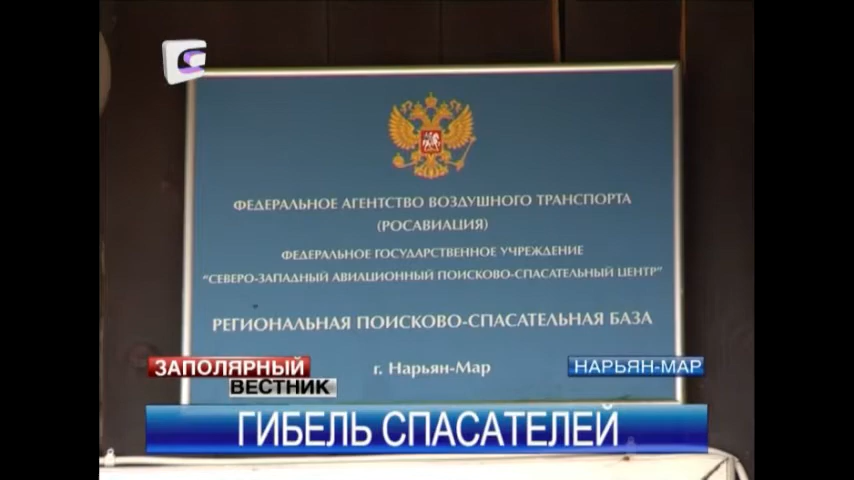 ФЕДЕРАЛЬНОЕ АГЕНТСТВО ВОЗДУШНОГО ТРАНСПОРТА
(РОСАВИАЦИЯ)
ФЕДЕРАЛЬНОЕ ГОСУДАРСТВЕННОЕ УЧРЕЖДЕНИЕ
"СЕВЕРО-ЗАПАДНЫЙ АВИАЦИОННЫЙ ПОИСКОВО-СПАСАТЕЛЬНЫЙ ЦЕНТР"
РЕГИОНАЛЬНАЯ ПОИСКОВО-СПАСАТЕЛЬНАЯ БАЗА
г. Нарьян-Мар
ЗАПОЛЯРНЫЙ
ВЕСТНИК
НАРЬЯН-МАР
ГИБЕЛЬ СПАСАТЕЛЕЙ